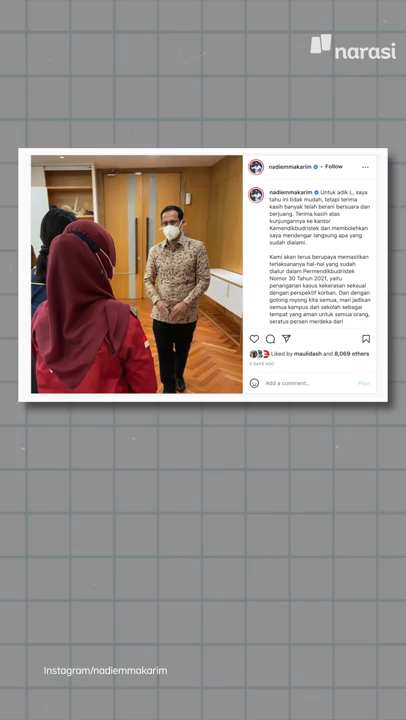 narasi
nadiemmakarim • Follow
nadiemmakarim Untuk adik L, saya
tahu ini tidak mudah, tetapi terima
kasih banyak telah berani bersuara dan
berjuang. Terima kasih atas
kunjungannya ke kantor
Kemendikbudristek dan membolehkan
saya mendengar langsung apa yang
sudah dialami.
Kami akan terus berupaya memastikan
terlaksananya hal-hal yang sudah
diatur dalam Permendikbudristek
Nomor 30 Tahun 2021, yaitu
penanganan kasus kekerasan seksual
dengan perspektif korban. Dan dengan
gotong royong kita semua, mari jadikan
semua kampus dan sekolah sebagai
tempat yang aman untuk semua orang,
seratus persen merdeka dari
Liked by maulidash and 8,069 others
2 DAYS AGO
Add a comment... Post
Instagram/nadiemmakarim